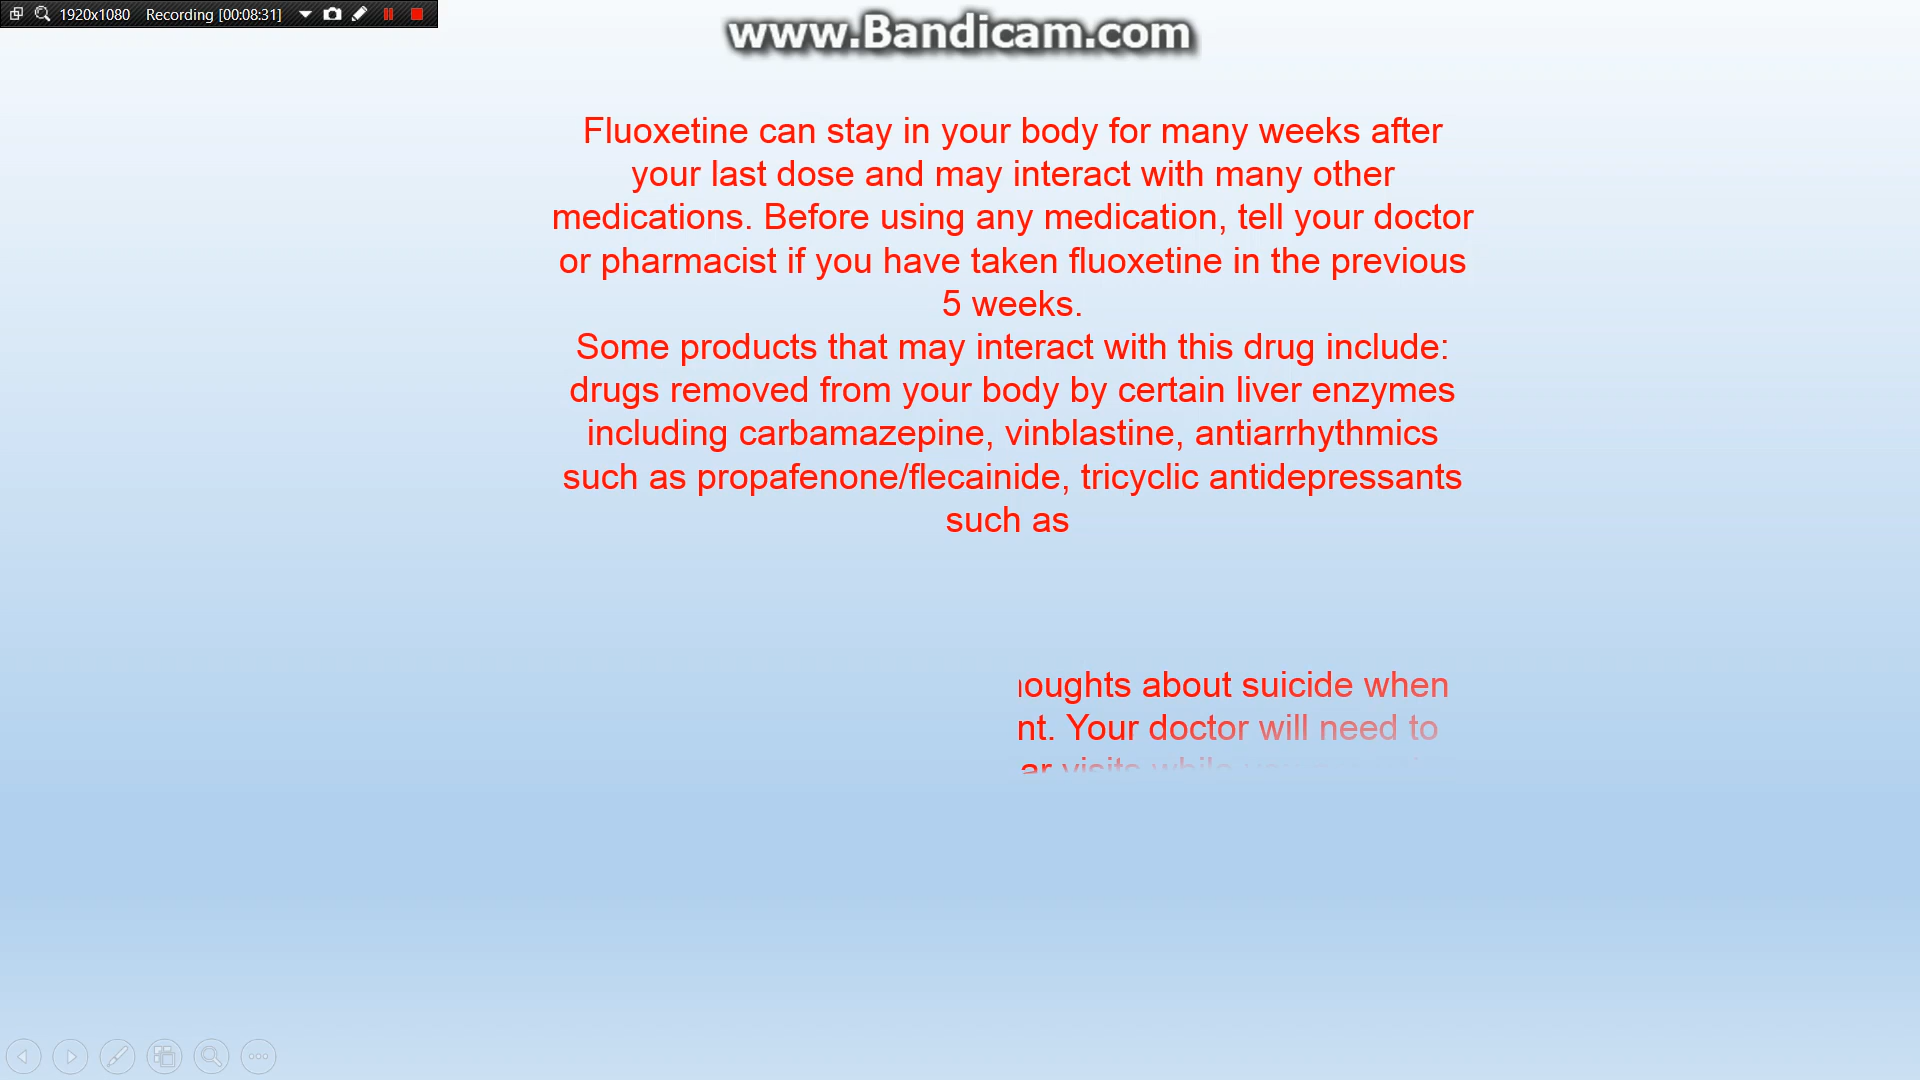 1920x1080 Recording [00:08:31]
www.Bandicam.com
Fluoxetine can stay in your body for many weeks after
your last dose and may interact with many other
medications. Before using any medication, tell your doctor
or pharmacist if you have taken fluoxetine in the previous
5 weeks.
Some products that may interact with this drug include:
drugs removed from your body by certain liver enzymes
including carbamazepine, vinblastine, antiarrhythmics
such as propafenone/flecainide, tricyclic antidepressants
such as
about suicide when
Your doctor will need to
visits while